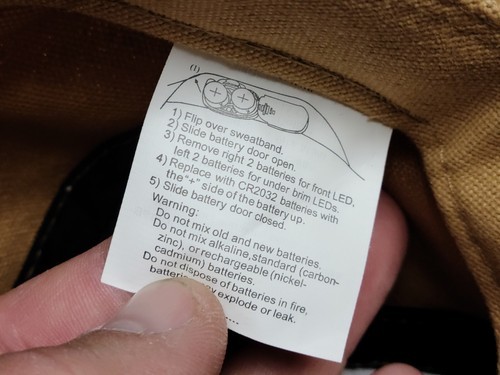 (1)
1) Flip over sweatband.
2) Slide battery door open.
3) Remove right 2 batteries for front LED,
left 2 batteries for under brim LEDs.
4) Replace with CR2032 batteries with
the "+" side of the battery up.
5) Slide battery door closed.
Warning:
Do not mix old and new batteries
Do not mix alkaline,standard (carbon-
zinc), or rechargeable (nickel-
cadmium) batteries.
Do not dispose of batteries in fire,
explode or leak.